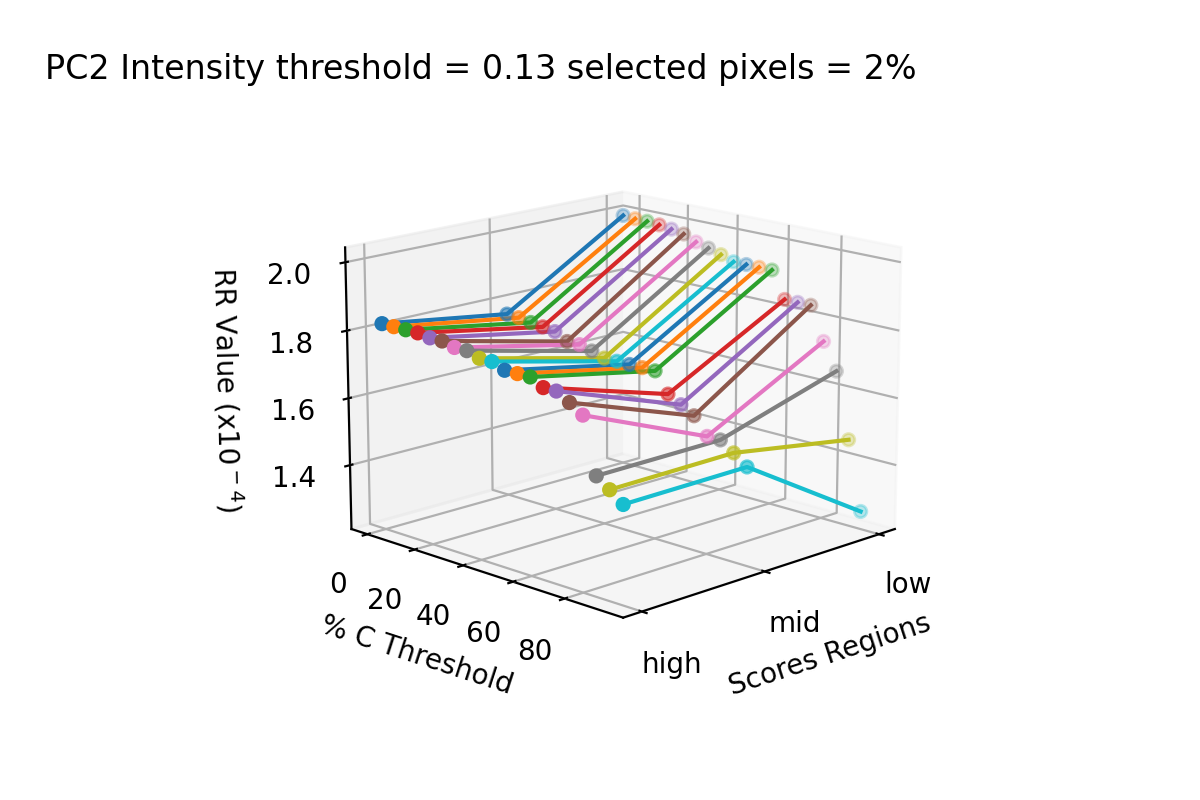 PC2 Intensity threshold = 0.13 selected pixels = 2%
RR Value (x10⁻⁴)
2.0
1.8
1.6
1.4
0
20
40
60
80
% C Threshold
high
mid
low
Scores Regions